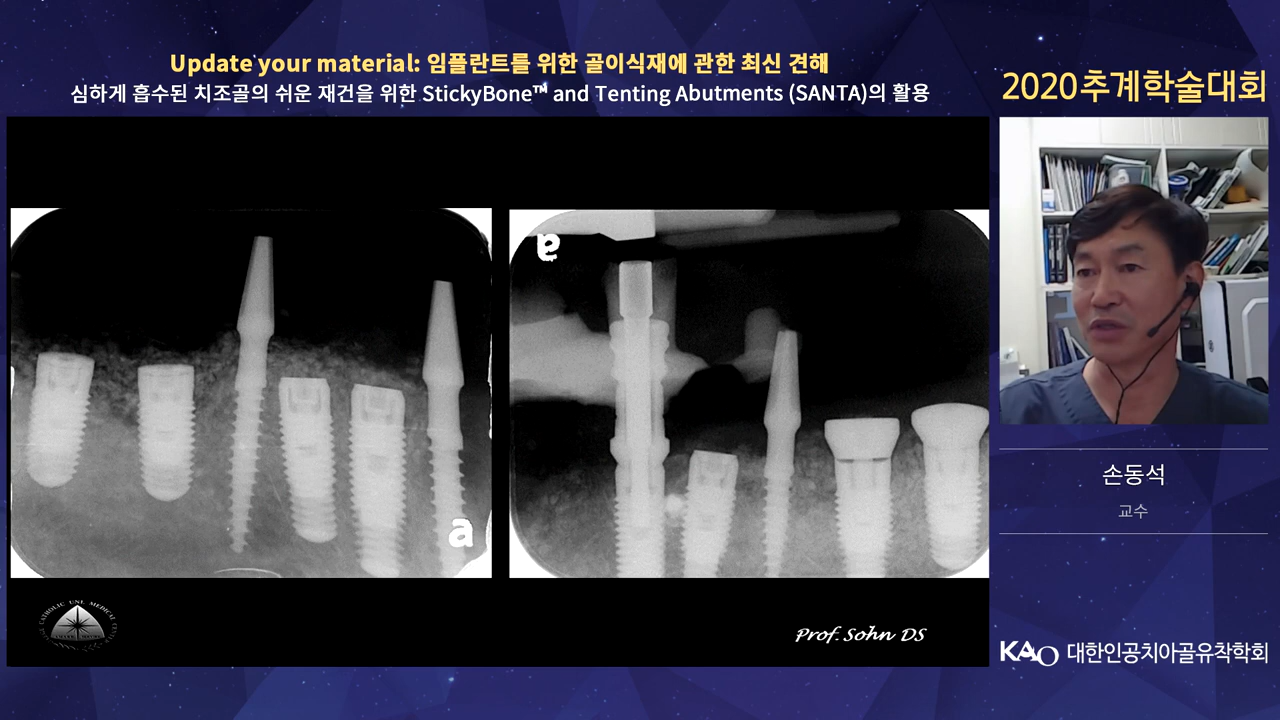 Update your material: 임플란트를 위한 골이식재에 관한 최신 견해
심하게 흡수된 치조골의 쉬운 재건을 위한 StickyBone™ and Tenting Abutments (SANTA)의 활용
2020추계학술대회
a
a
손동석
교수
Prof. Sohn DS
KAO 대한인공치아골유착학회